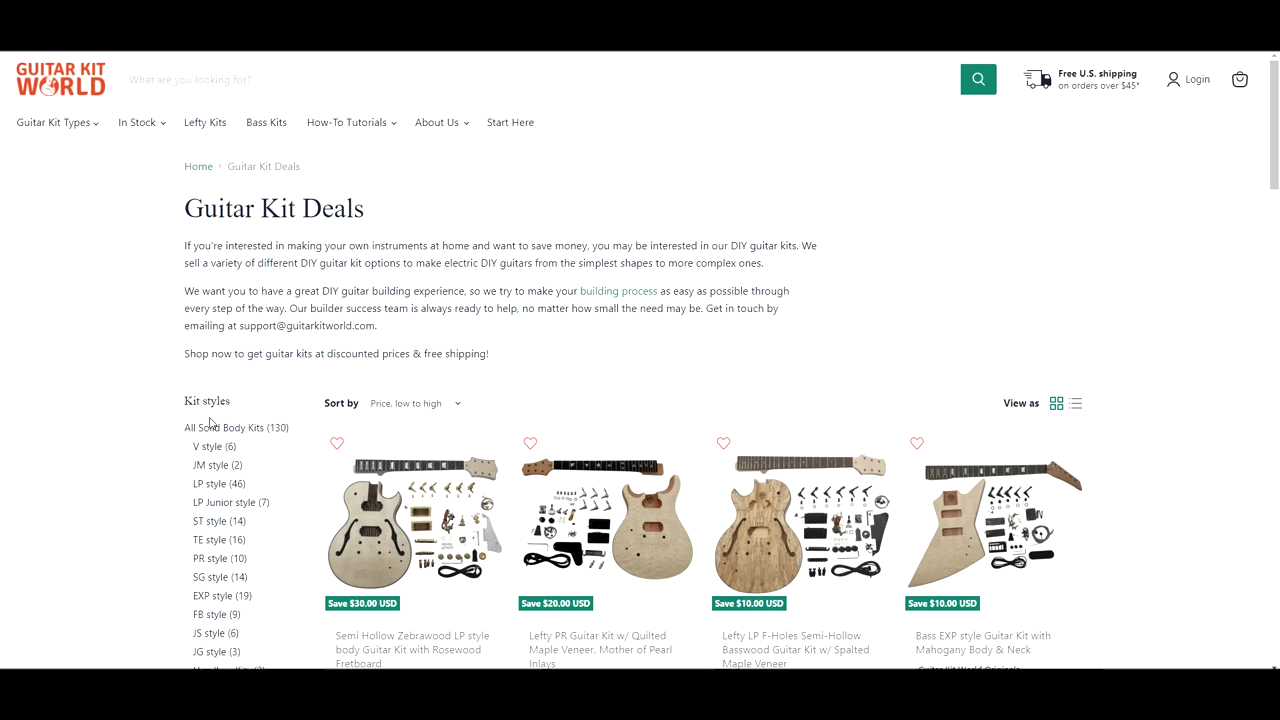 GUITAR KIT
WORLD
What are you looking for?
Free U.S. shipping
on orders over $45*
Login
Guitar Kit Types
In Stock
Lefty Kits
Bass Kits
How-To Tutorials
About Us
Start Here
Home › Guitar Kit Deals
Guitar Kit Deals
If you're interested in making your own instruments at home and want to save money, you may be interested in our DIY guitar kits. We
sell a variety of different DIY guitar kit options to make electric DIY guitars from the simplest shapes to more complex ones.
We want you to have a great DIY guitar building experience, so we try to make your building process as easy as possible through
every step of the way. Our builder success team is always ready to help, no matter how small the need may be. Get in touch by
emailing at support@guitarkitworld.com.
Shop now to get guitar kits at discounted prices & free shipping!
Kit styles
All Solid Body Kits (130)
V style (6)
JM style (2)
LP style (46)
LP Junior style (7)
ST style (14)
TE style (16)
PR style (10)
SG style (14)
EXP style (19)
FB style (9)
JS style (6)
JG style (3)
Sort by Price, low to high
View as
Save $30.00 USD
Semi Hollow Zebrawood LP style
body Guitar Kit with Rosewood
Fretboard
Save $20.00 USD
Lefty PR Guitar Kit w/ Quilted
Maple Veneer, Mother of Pearl
Inlays
Save $10.00 USD
Lefty LP F-Holes Semi-Hollow
Basswood Guitar Kit w/ Spalted
Maple Veneer
Save $10.00 USD
Bass EXP style Guitar Kit with
Mahogany Body & Neck
Guitar Kit World Originals